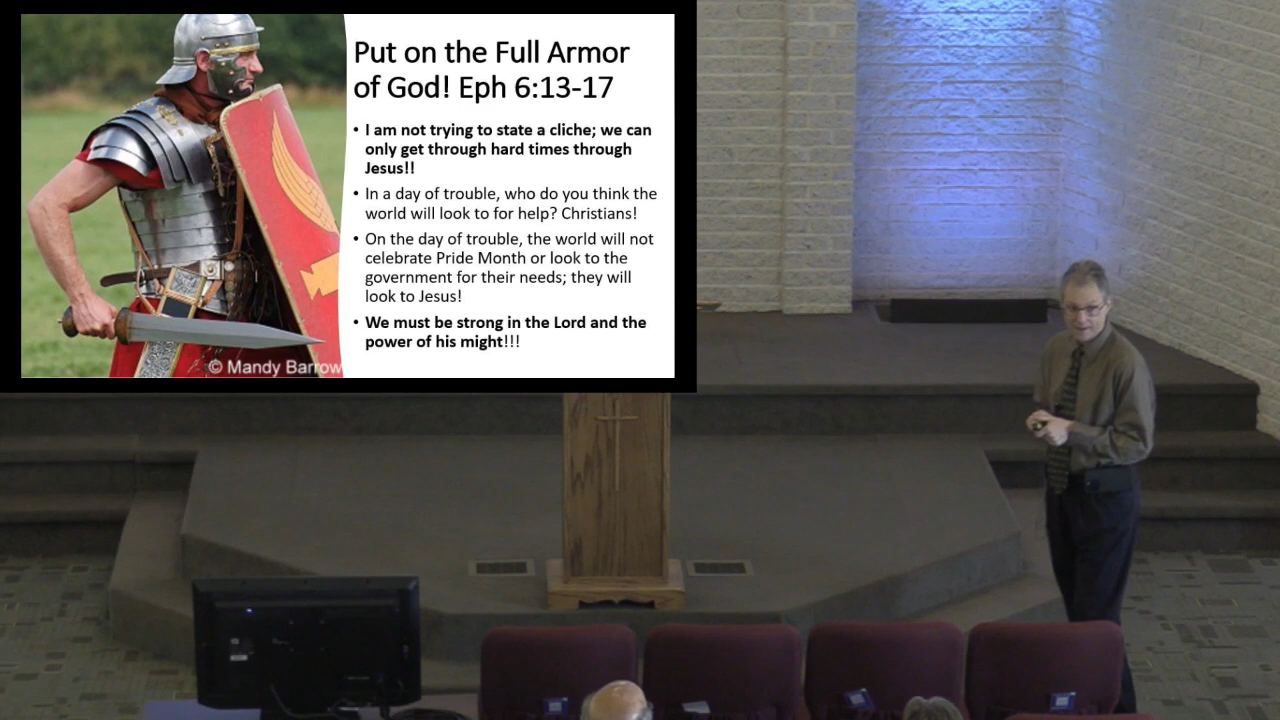 Put on the Full Armor
of God! Eph 6:13-17
• I am not trying to state a cliche; we can
only get through hard times through
Jesus!!
• In a day of trouble, who do you think the
world will look to for help? Christians!
• On the day of trouble, the world will not
celebrate Pride Month or look to the
government for their needs; they will
look to Jesus!
• We must be strong in the Lord and the
power of his might!!!
© Mandy Barrow